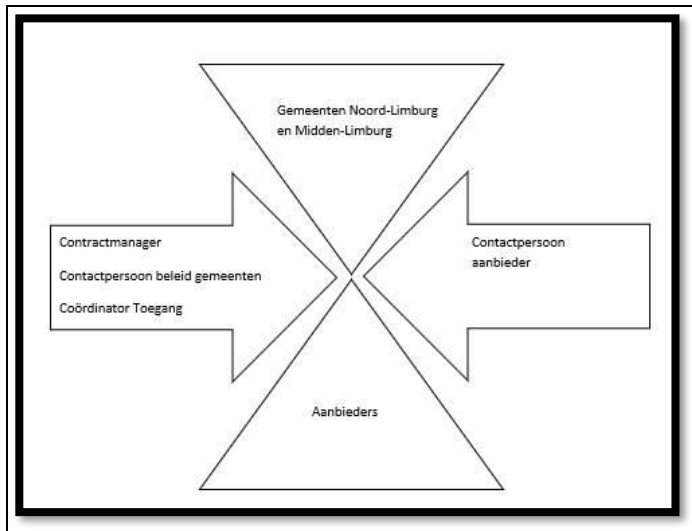 Gemeenten Noord-Limburg
en Midden-Limburg
Contractmanager
Contactpersoon beleid gemeenten
Coördinator Toegang
Contactpersoon
aanbieder
Aanbieders